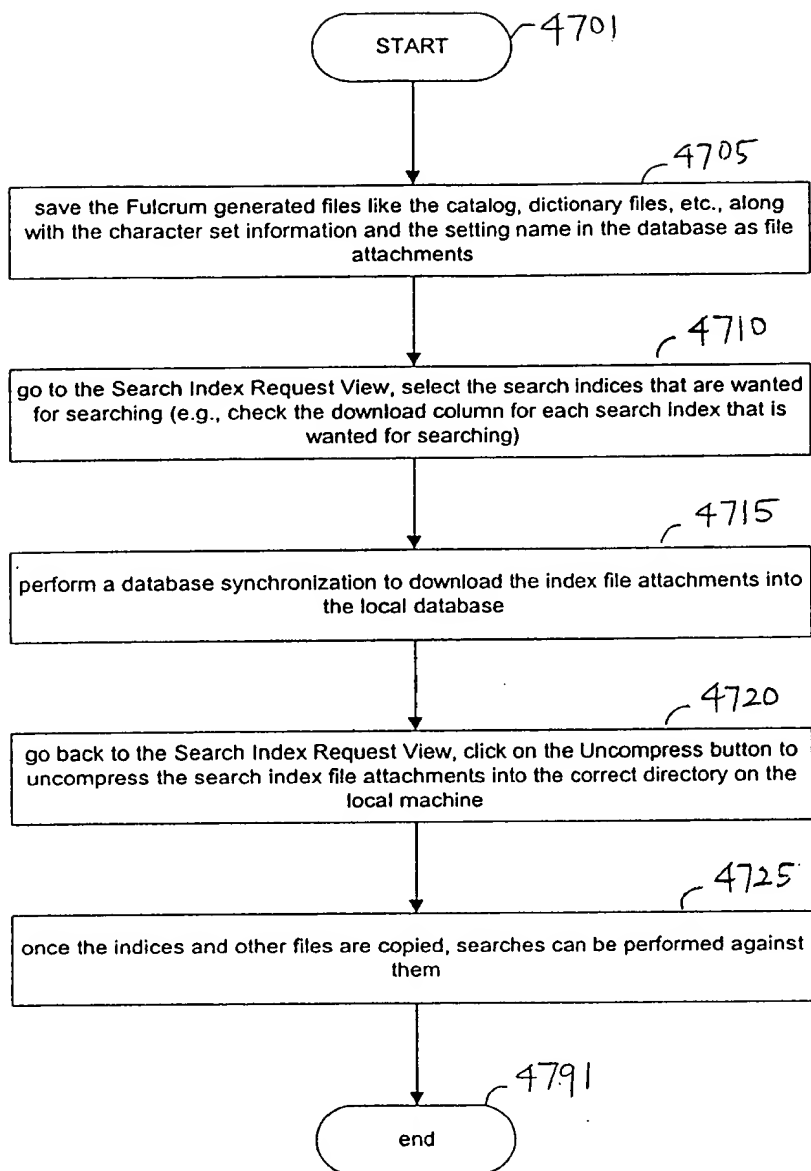 START
4701
4705
save the Fulcrum generated files like the catalog, dictionary files, etc., along
with the character set information and the setting name in the database as file
attachments
4710
go to the Search Index Request View, select the search indices that are wanted
for searching (e.g., check the download column for each search index that is
wanted for searching)
4715
perform a database synchronization to download the index file attachments into
the local database
4720
go back to the Search Index Request View, click on the Uncompress button to
uncompress the search index file attachments into the correct directory on the
local machine
4725
once the indices and other files are copied, searches can be performed against
them
4791
end